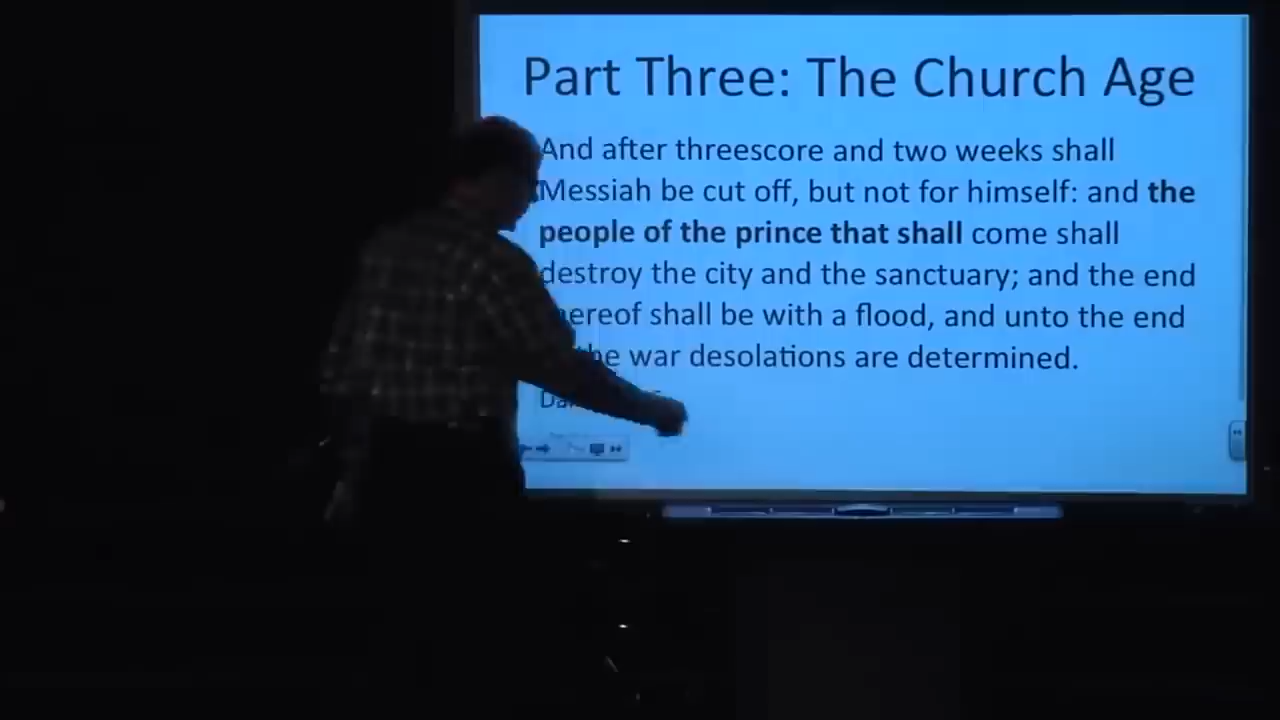 Part Three: The Church Age
And after threescore and two weeks shall
Messiah be cut off, but not for himself: and the
people of the prince that shall come shall
destroy the city and the sanctuary; and the end
shall be with a flood, and unto the end
war desolations are determined.